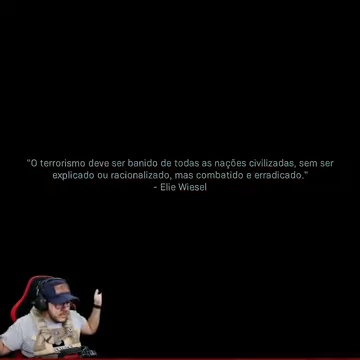 "O terrorismo deve ser banido de todas as nações civilizadas, sem ser
explicado ou racionalizado, mas combatido e erradicado."
- Elie Wiesel